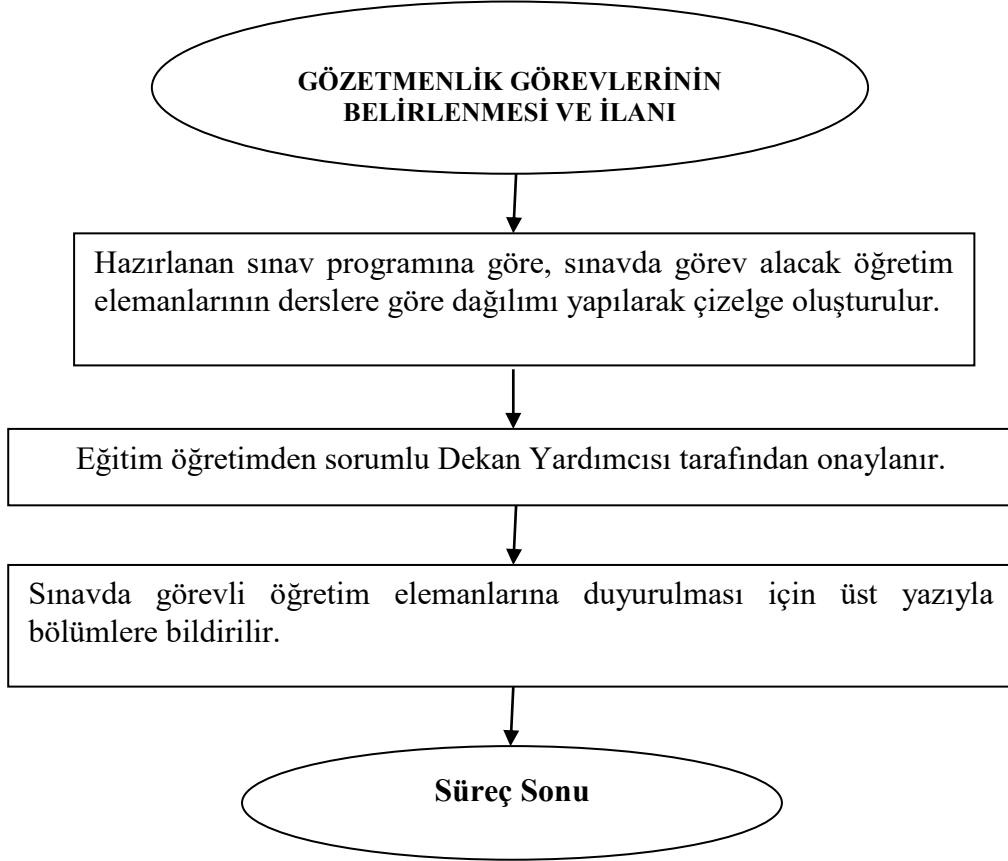 GÖZETMENLİK GÖREVLERİNİN
BELİRLENMESİ VE İLANI
Hazırlanan sınav programına göre, sınavda görev alacak öğretim
elemanlarının derslere göre dağılımı yapılarak çizelge oluşturulur.
Eğitim öğretimden sorumlu Dekan Yardımcısı tarafından onaylanır.
Sınavda görevli öğretim elemanlarına duyurulması için üst yazıyla
bölümlere bildirilir.
Süreç Sonu